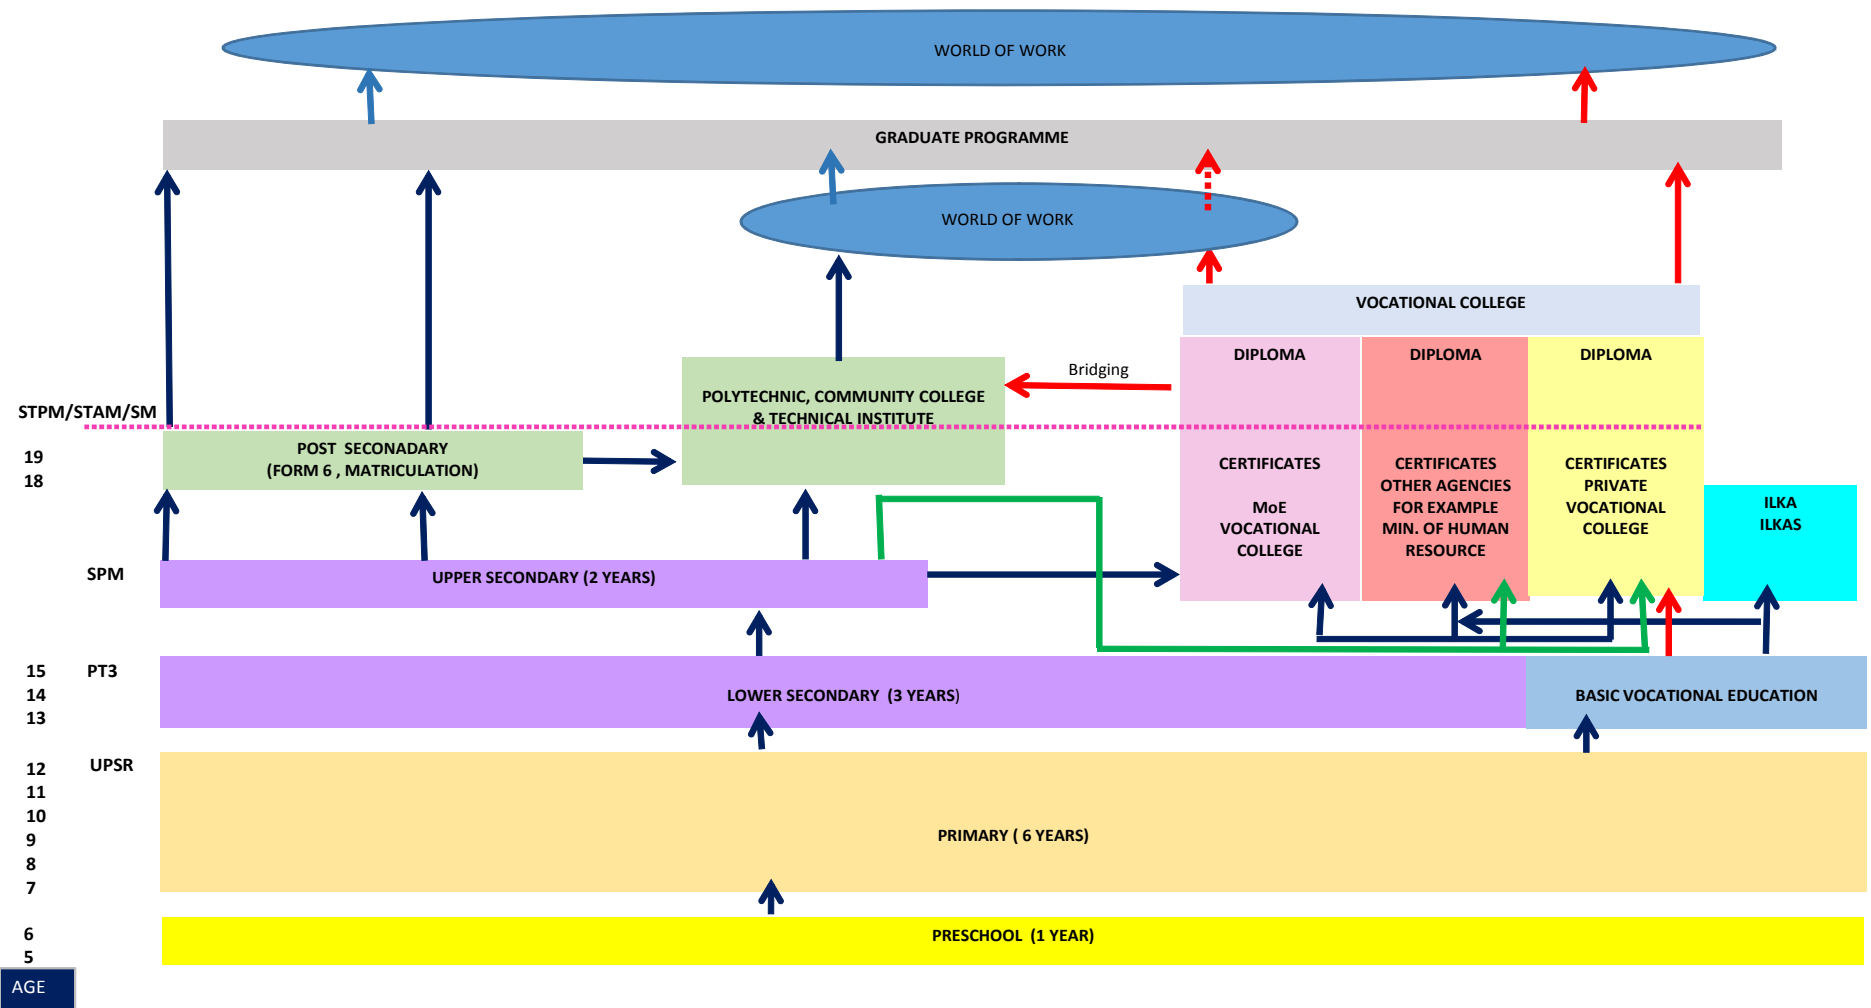 WORLD OF WORK
GRADUATE PROGRAMME
WORLD OF WORK
VOCATIONAL COLLEGE
DIPLOMA
DIPLOMA
DIPLOMA
Bridging
POLYTECHNIC, COMMUNITY COLLEGE
& TECHNICAL INSTITUTE
STPM/STAM/SM
POST SECONADARY
(FORM 6 , MATRICULATION)
19
18
CERTIFICATES
MoE
VOCATIONAL
COLLEGE
CERTIFICATES
OTHER AGENCIES
FOR EXAMPLE
MIN. OF HUMAN
RESOURCE
CERTIFICATES
PRIVATE
VOCATIONAL
COLLEGE
ILKA
ILKAS
SPM
UPPER SECONDARY (2 YEARS)
15
14
13
PT3
LOWER SECONDARY (3 YEARS)
BASIC VOCATIONAL EDUCATION
UPSR
12
11
10
9
8
7
PRIMARY ( 6 YEARS)
6
5
PRESCHOOL (1 YEAR)
AGE